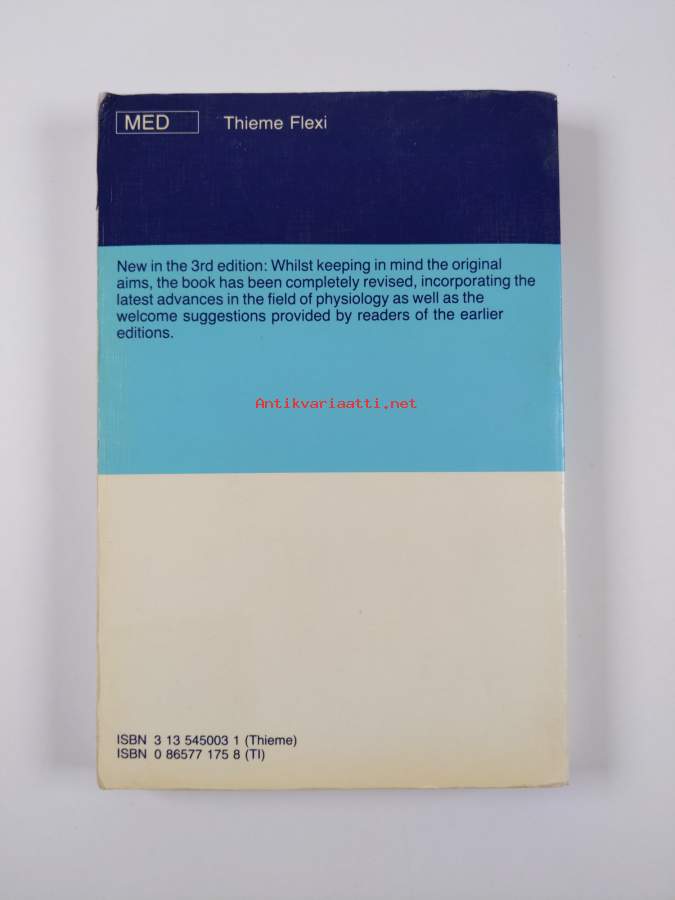 MED Thieme Flexi
New in the 3rd edition: Whilst keeping in mind the original
aims, the book has been completely revised, incorporating the
latest advances in the field of physiology as well as the
welcome suggestions provided by readers of the earlier
editions.
Antikvariaatti.net
ISBN 3 13 545003 1 (Thieme)
ISBN 0 86577 175 8 (TI)